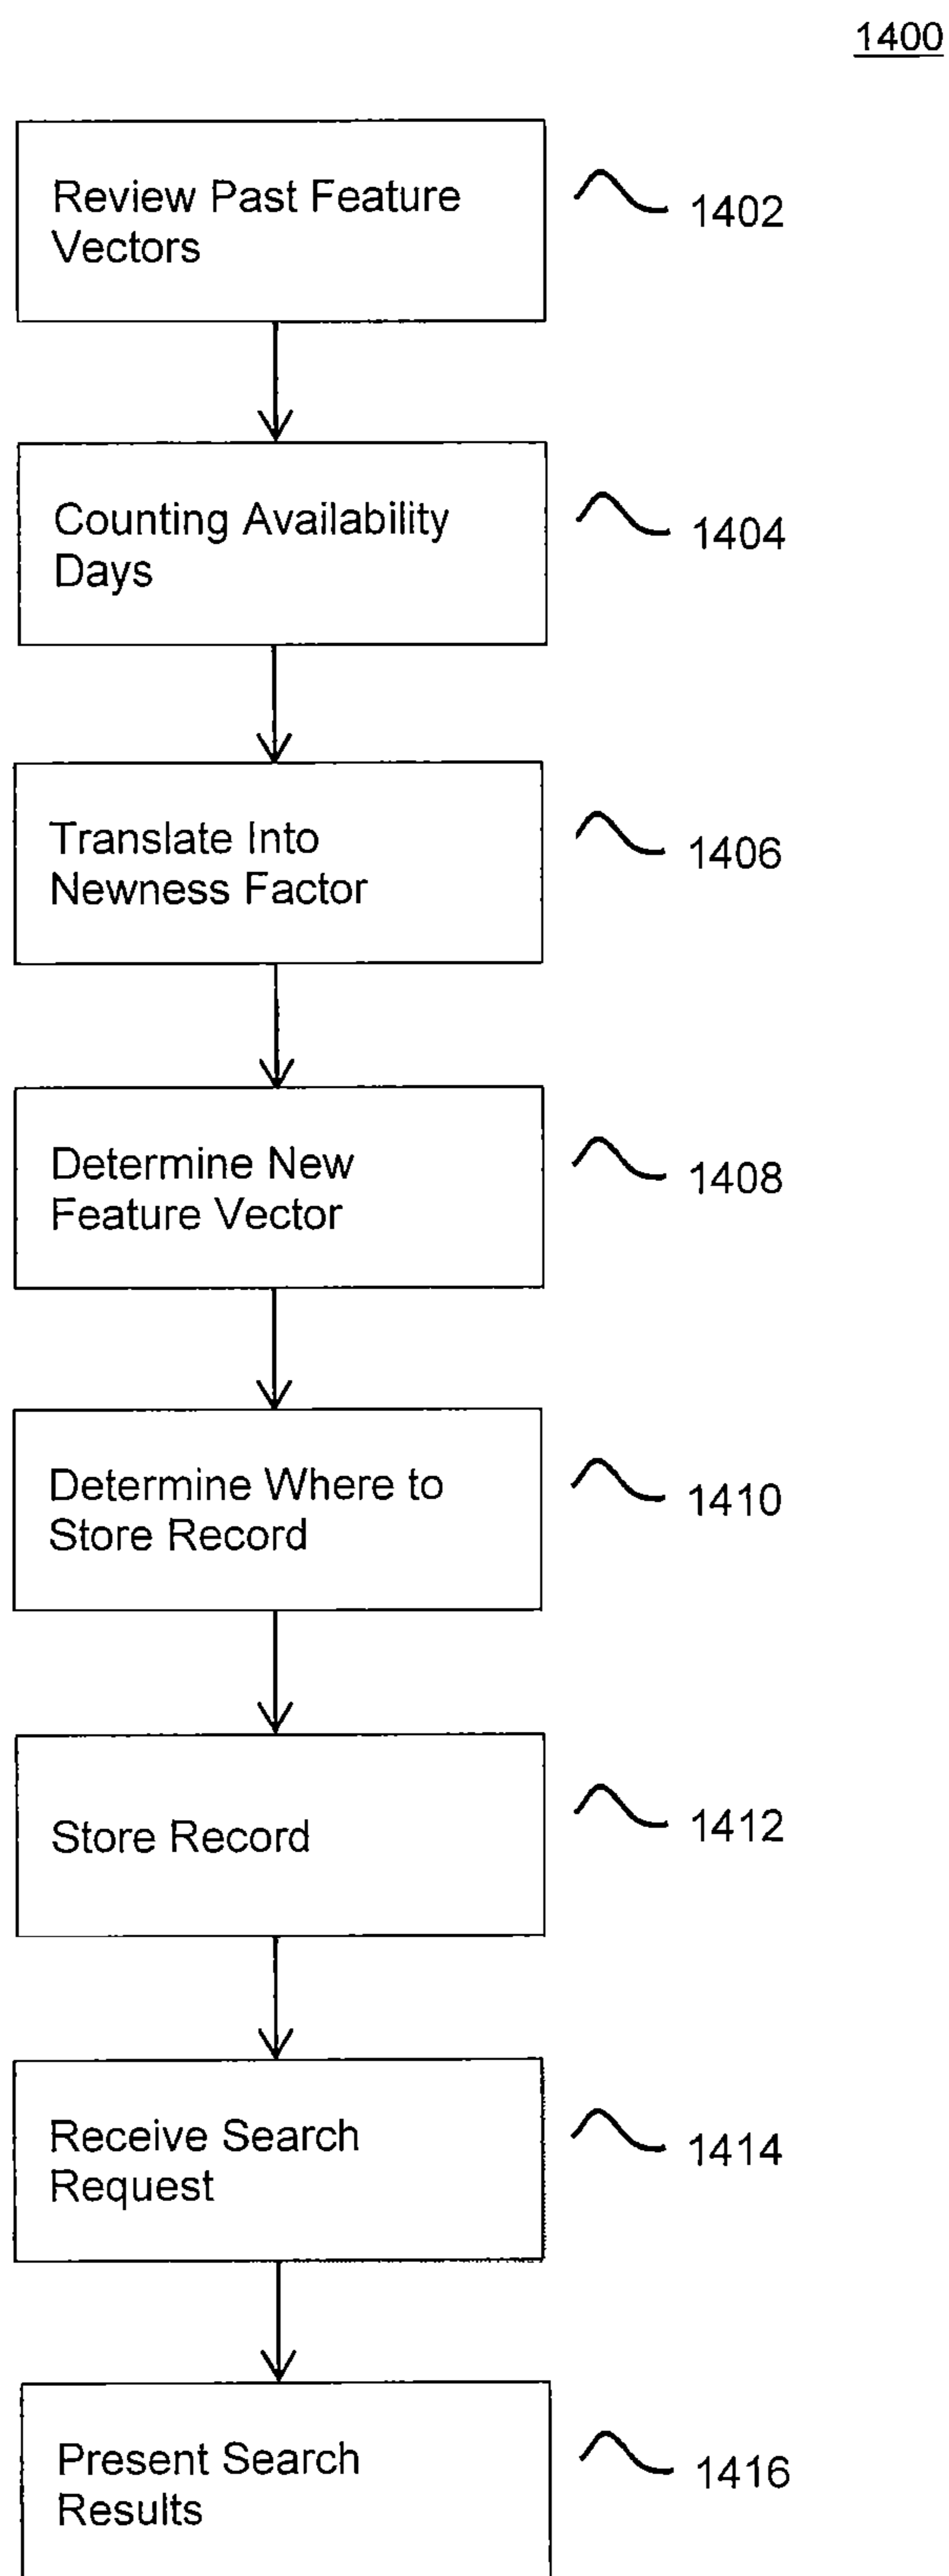 1400
Review Past Feature
Vectors
1402
Counting Availability
Days
1404
Translate Into
Newness Factor
1406
Determine New
Feature Vector
1408
Determine Where to
Store Record
1410
Store Record
1412
Receive Search
Request
1414
Present Search
Results
1416